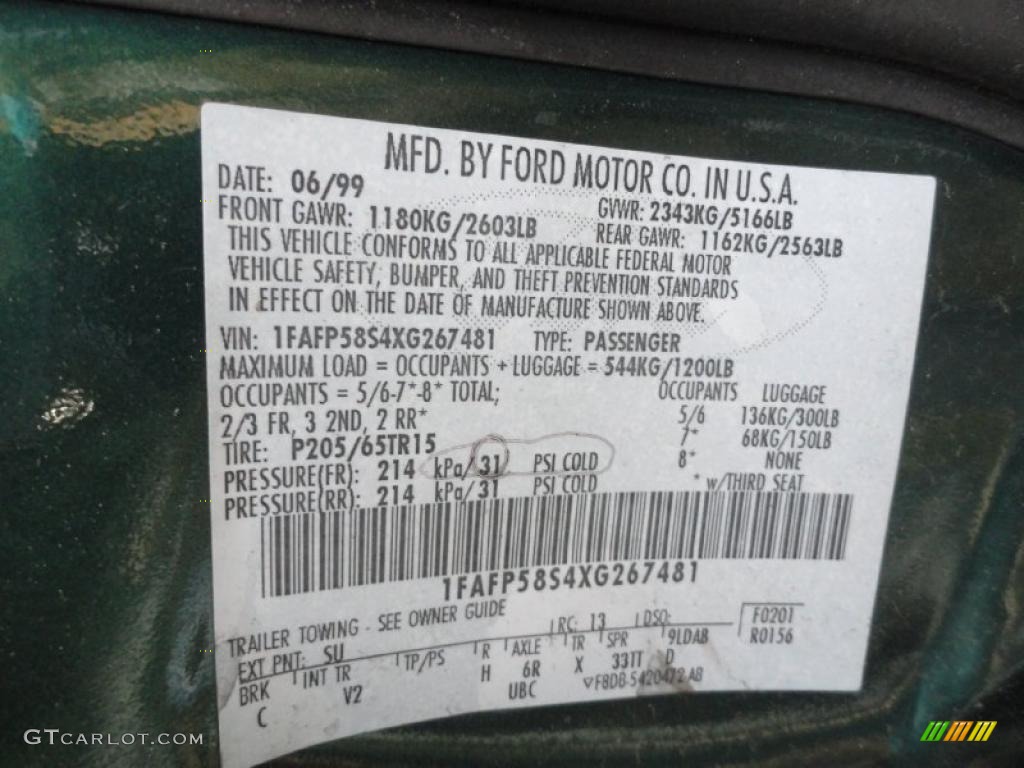 MFD. BY FORD MOTOR CO. IN U.S.A.
DATE: 06/99 GVWR: 2343KG/5166LB
FRONT GAWR: 1180KG/2603LB REAR GAWR: 1162KG/2563LB
THIS VEHICLE CONFORMS TO ALL APPLICABLE FEDERAL MOTOR
VEHICLE SAFETY, BUMPER, AND THEFT PREVENTION STANDARDS
IN EFFECT ON THE DATE OF MANUFACTURE SHOWN ABOVE.
VIN: 1FAFP58S4XG267481 TYPE: PASSENGER
MAXIMUM LOAD = OCCUPANTS + LUGGAGE = 544KG/1200LB
OCCUPANTS = 5/6-7*-8* TOTAL; OCCUPANTS LUGGAGE
2/3 FR, 3 2ND, 2 RR* 5/6 136KG/300LB
TIRE: P205/65TR15 7* 68KG/150LB
PRESSURE(FR): 214 kPa/31 PSI COLD 8* NONE
PRESSURE(RR): 214 kPa/31 PSI COLD * w/THIRD SEAT
1FAFP58S4XG267481
TRAILER TOWING - SEE OWNER GUIDE
EXT PNT: SU RC: 13 DSO: F0201
BRK INT TR TP/PS R AXLE TR SPR 9LDAB R0156
C V2 H 6R X 33TT D
UBC ▽F8DB-5420472-AB
GTCARLOT.COM